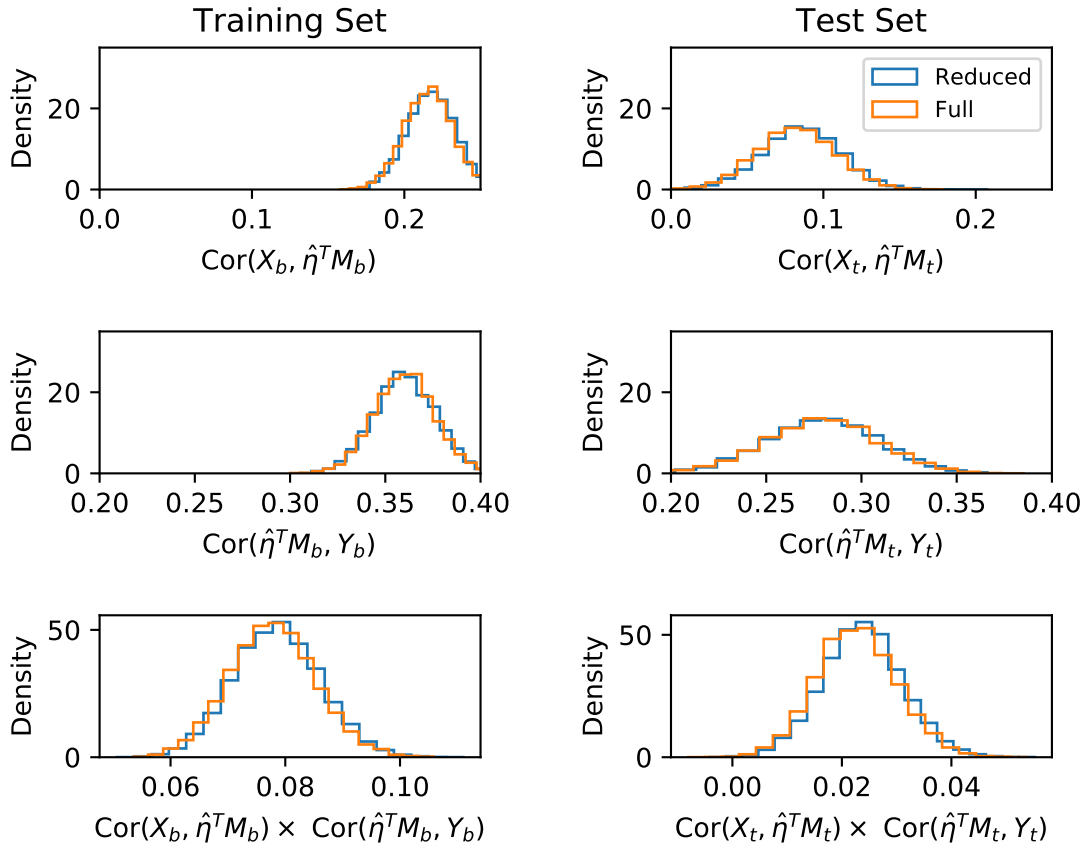 Training Set
Test Set
Density
20
0
0.0 0.1 0.2
Cor(X_b, η̂^T M_b)
Density
20
0
Reduced
Full
0.0 0.1 0.2
Cor(X_t, η̂^T M_t)
Density
20
0
0.20 0.25 0.30 0.35 0.40
Cor(η̂^T M_b, Y_b)
Density
20
0
0.20 0.25 0.30 0.35 0.40
Cor(η̂^T M_t, Y_t)
Density
50
0
0.06 0.08 0.10
Cor(X_b, η̂^T M_b) × Cor(η̂^T M_b, Y_b)
Density
50
0
0.00 0.02 0.04
Cor(X_t, η̂^T M_t) × Cor(η̂^T M_t, Y_t)